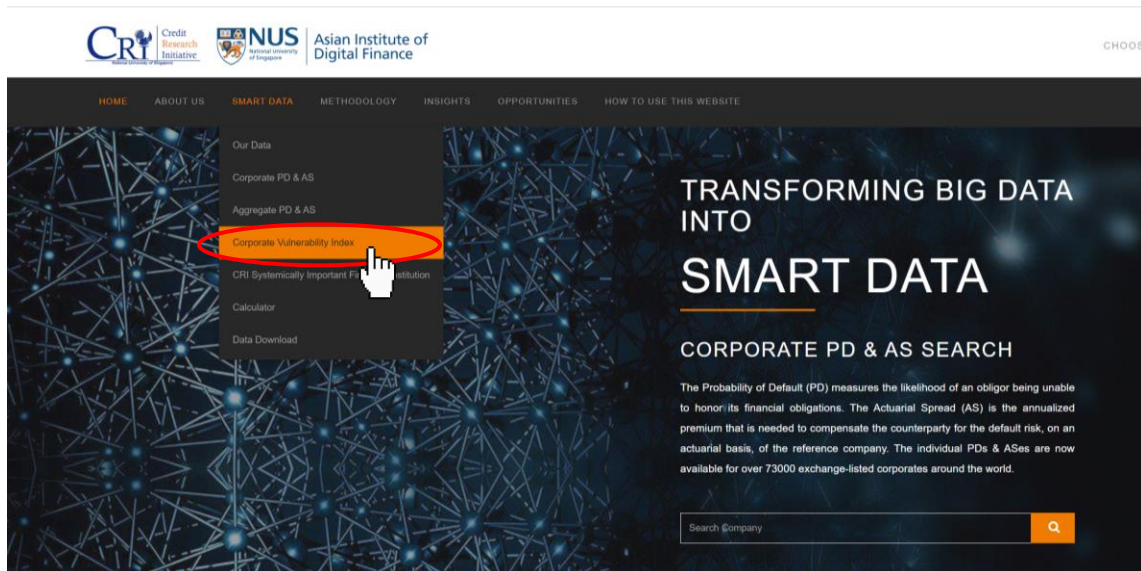 CRI
Credit
Research
Initiative
National University of Singapore
NUS
National University
of Singapore
Asian Institute of
Digital Finance
CHOOS
HOME ABOUT US SMART DATA METHODOLOGY INSIGHTS OPPORTUNITIES HOW TO USE THIS WEBSITE
Our Data
Corporate PD & AS
Aggregate PD & AS
Corporate Vulnerability Index
CRI Systemically Important Fi stitution
Calculator
Data Download
TRANSFORMING BIG DATA
INTO
SMART DATA
CORPORATE PD & AS SEARCH
The Probability of Default (PD) measures the likelihood of an obligor being unable
to honor its financial obligations. The Actuarial Spread (AS) is the annualized
premium that is needed to compensate the counterparty for the default risk, on an
actuarial basis, of the reference company. The individual PDs & ASes are now
available for over 73000 exchange-listed corporates around the world.
Search Company